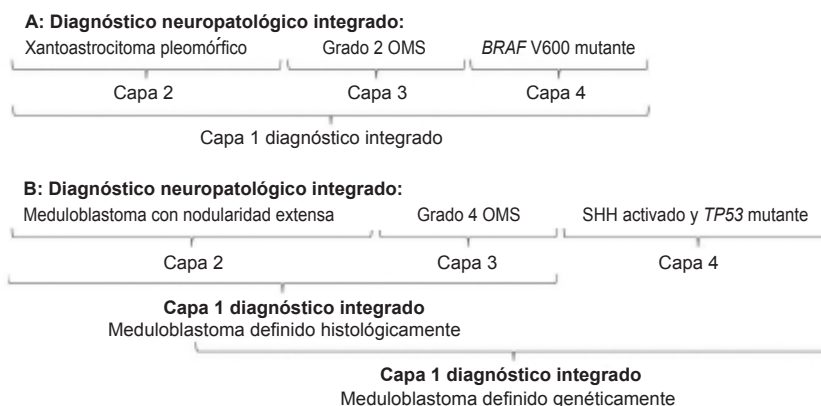 A: Diagnóstico neuropatológico integrado:
Xantoastrocitoma pleomórfico Grado 2 OMS BRAF V600 mutante
Capa 2 Capa 3 Capa 4
Capa 1 diagnóstico integrado
B: Diagnóstico neuropatológico integrado:
Meduloblastoma con nodularidad extensa Grado 4 OMS SHH activado y TP53 mutante
Capa 2 Capa 3 Capa 4
Capa 1 diagnóstico integrado
Meduloblastoma definido histológicamente
Capa 1 diagnóstico integrado
Meduloblastoma definido genéticamente